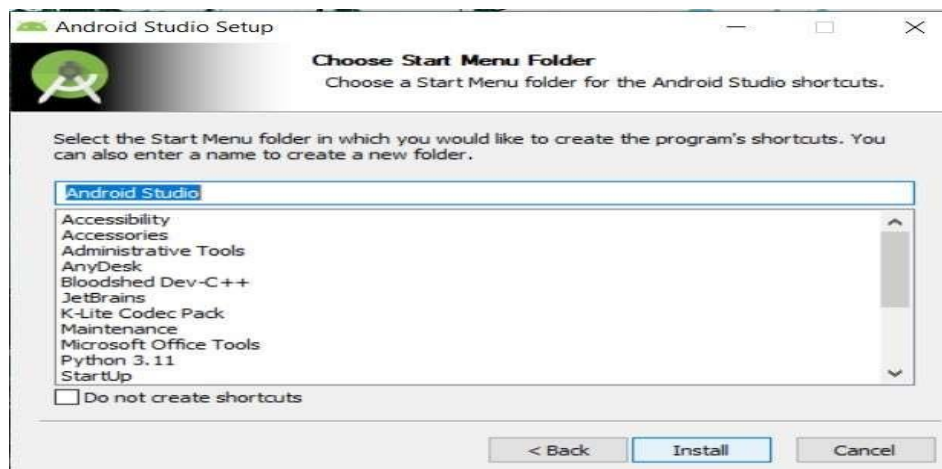 Android Studio Setup
Choose Start Menu Folder
Choose a Start Menu folder for the Android Studio shortcuts.
Select the Start Menu folder in which you would like to create the program's shortcuts. You
can also enter a name to create a new folder.
Android Studio
Accessibility
Accessories
Administrative Tools
AnyDesk
Bloodshed Dev-C++
JetBrains
K-Lite Codec Pack
Maintenance
Microsoft Office Tools
Python 3.11
StartUp
Do not create shortcuts
< Back Install Cancel